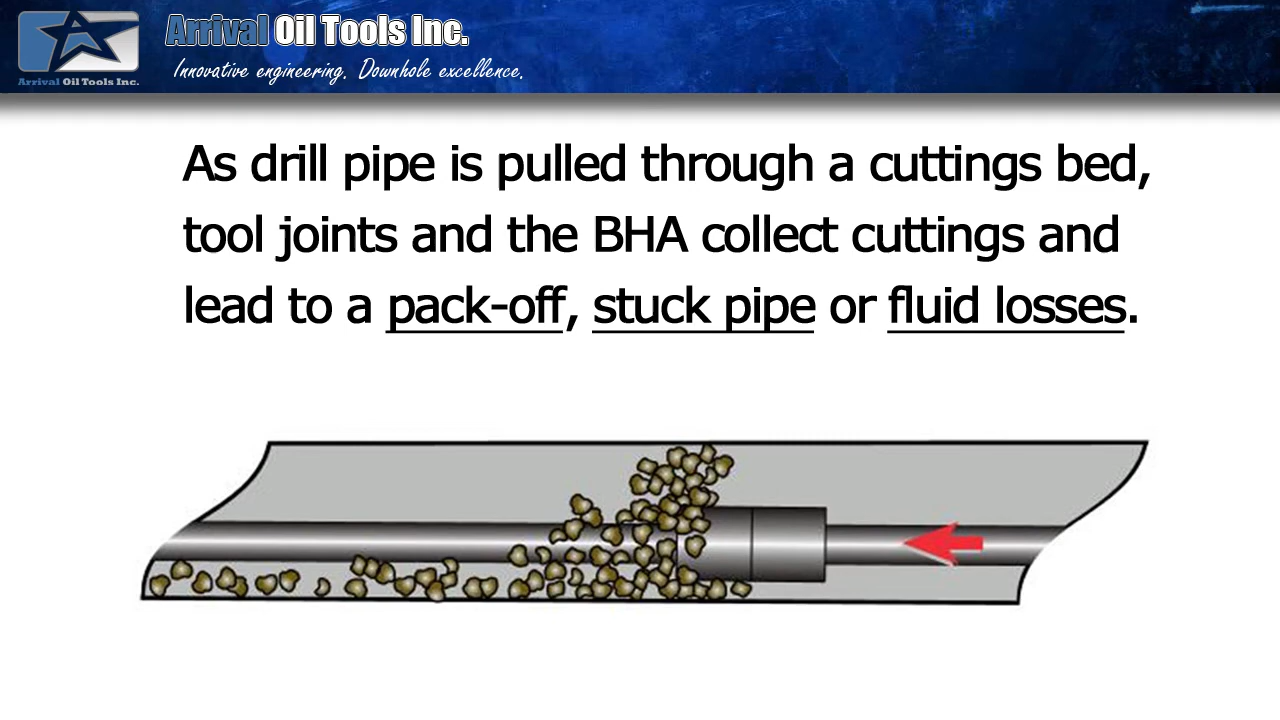 Arrival Oil Tools Inc.
Innovative engineering. Downhole excellence.
Arrival Oil Tools Inc.
As drill pipe is pulled through a cuttings bed,
tool joints and the BHA collect cuttings and
lead to a pack-off, stuck pipe or fluid losses.